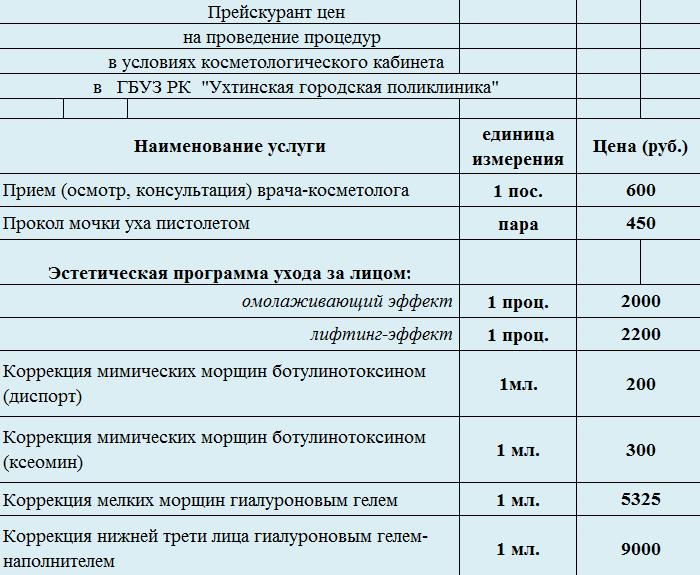 Прейскурант цен
на проведение процедур
в условиях косметологического кабинета
в ГБУЗ РК "Ухтинская городская поликлиника"
Наименование услуги единица измерения Цена (руб.)
Прием (осмотр, консультация) врача-косметолога 1 пос. 600
Прокол мочки уха пистолетом пара 450
Эстетическая программа ухода за лицом:
омолаживающий эффект 1 проц. 2000
лифтинг-эффект 1 проц. 2200
Коррекция мимических морщин ботулинотоксином
(диспорт) 1мл. 200
Коррекция мимических морщин ботулинотоксином
(ксеомин) 1 мл. 300
Коррекция мелких морщин гиалуроновым гелем 1 мл. 5325
Коррекция нижней трети лица гиалуроновым гелем-
наполнителем 1 мл. 9000